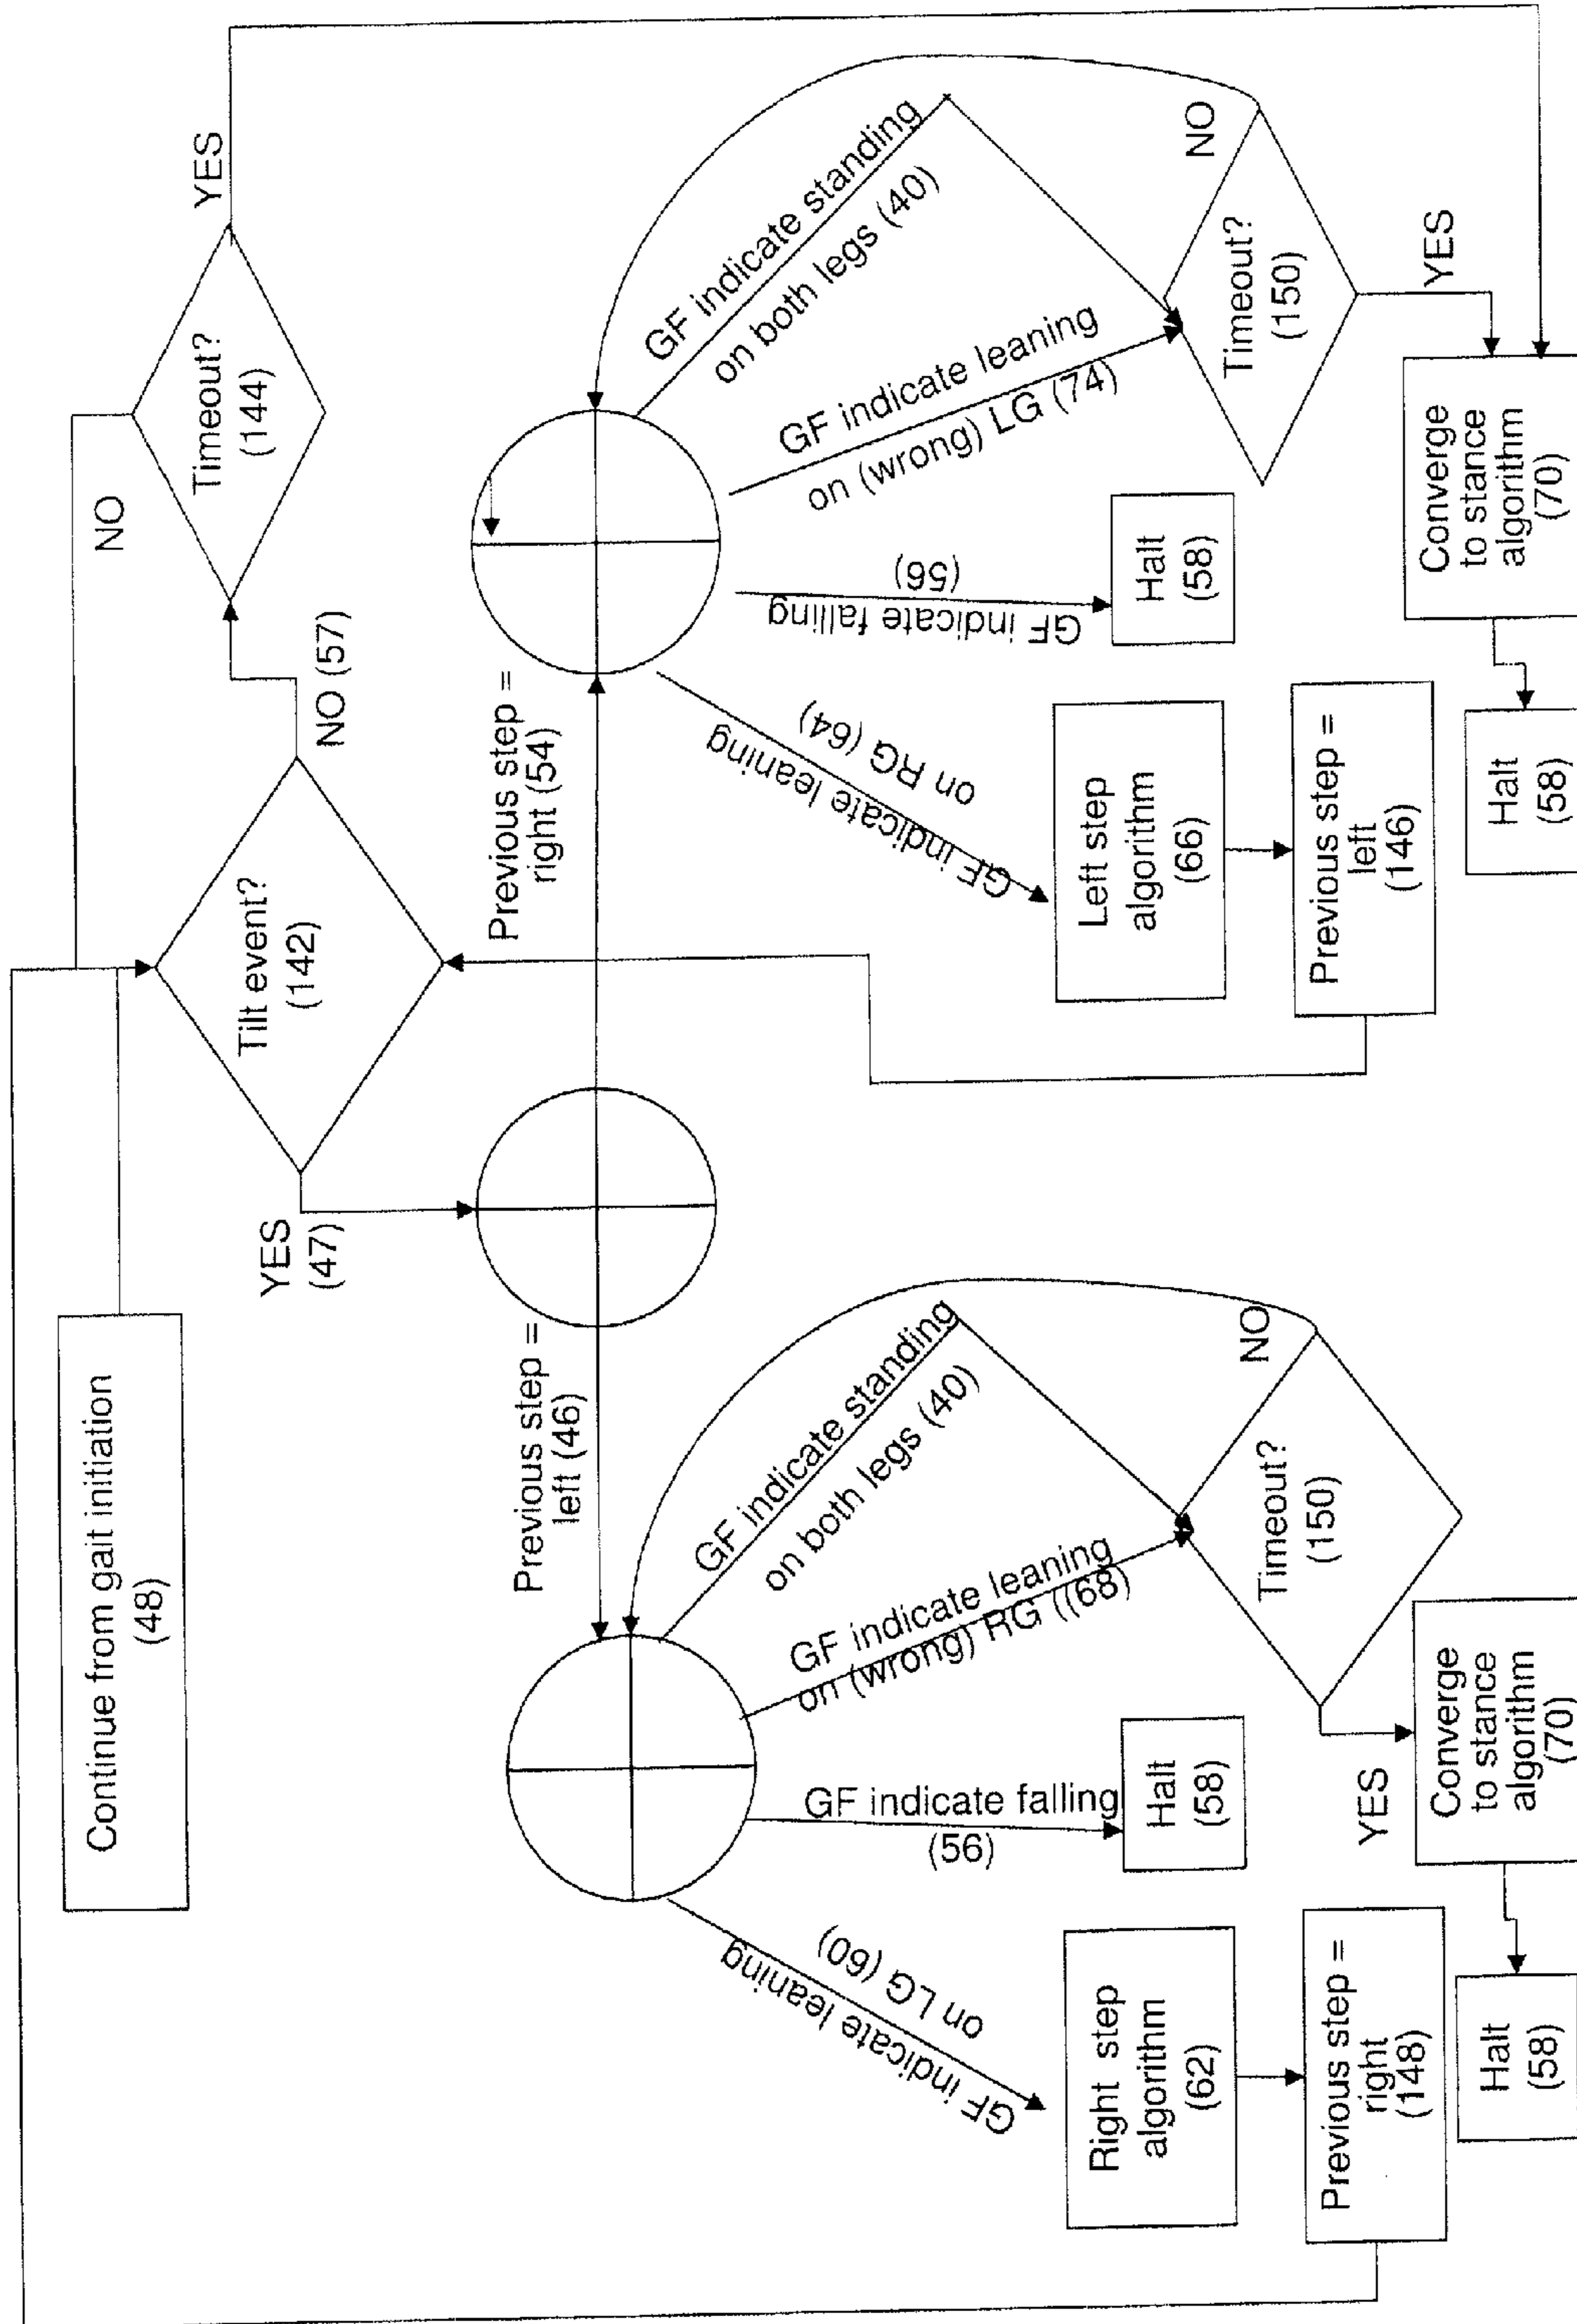 Continue from gait initiation
(48)
Tilt event?
(142)
YES
(47)
NO (57)
Timeout?
(144)
NO
YES
Previous step =
left (46)
Previous step =
right (54)
GF indicate leaning
on LG (60)
GF indicate falling
(56)
GF indicate leaning
on (wrong) RG ((68)
GF indicate standing
on both legs (40)
Right step
algorithm
(62)
Previous step =
right
(148)
Halt
(58)
Timeout?
(150)
NO
YES
Converge
to stance
algorithm
(70)
Halt
(58)
GF indicate leaning
on RG (64)
GF indicate falling
(56)
GF indicate leaning
on (wrong) LG (74)
GF indicate standing
on both legs (40)
Left step
algorithm
(66)
Previous step =
left
(146)
Halt
(58)
Timeout?
(150)
NO
YES
Converge
to stance
algorithm
(70)
Halt
(58)